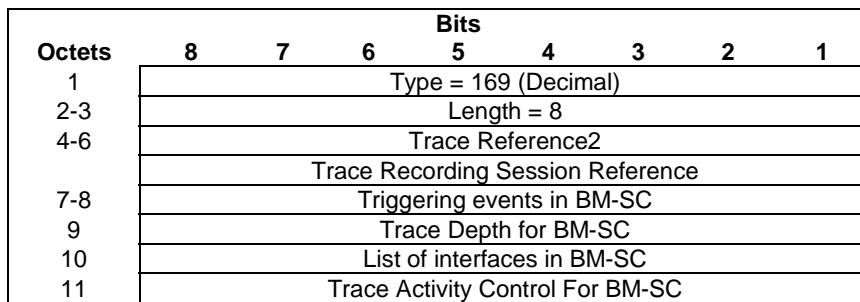 Bits
Octets 8 7 6 5 4 3 2 1
1 Type = 169 (Decimal)
2-3 Length = 8
4-6 Trace Reference2
Trace Recording Session Reference
7-8 Triggering events in BM-SC
9 Trace Depth for BM-SC
10 List of interfaces in BM-SC
11 Trace Activity Control For BM-SC